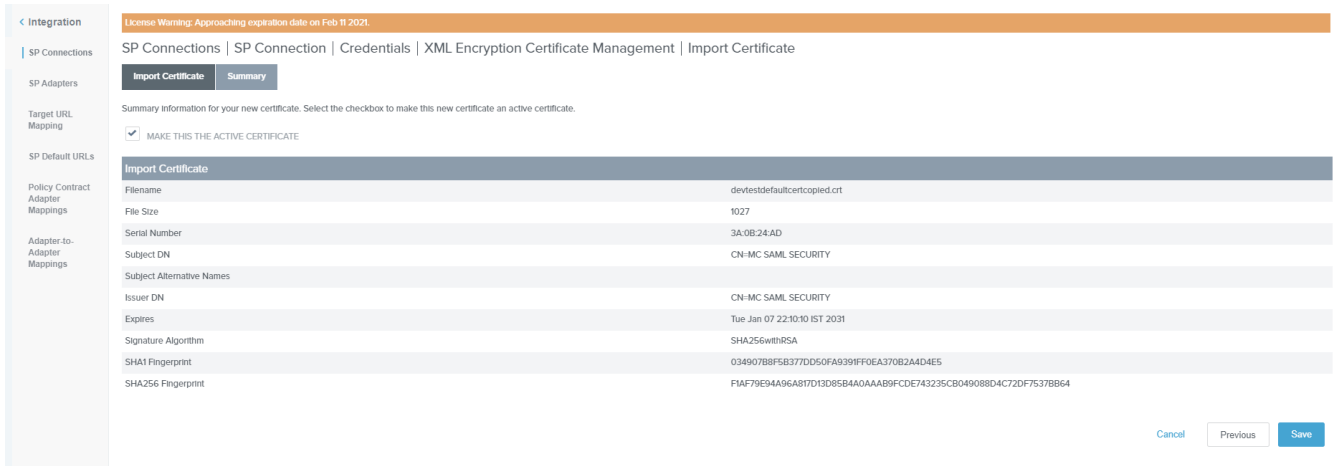 < Integration
SP Connections
SP Adapters
Target URL
Mapping
SP Default URLs
Policy Contract
Adapter
Mappings
Adapter-to-
Adapter
Mappings
License Warning: Approaching expiration date on Feb 11 2021.
SP Connections | SP Connection | Credentials | XML Encryption Certificate Management | Import Certificate
Import Certificate Summary
Summary information for your new certificate. Select the checkbox to make this new certificate an active certificate.
MAKE THIS THE ACTIVE CERTIFICATE
Import Certificate
Filename devtestdefaultcertcopied.crt
File Size 1027
Serial Number 3A:0B:24:AD
Subject DN CN=MC SAML SECURITY
Subject Alternative Names
Issuer DN CN=MC SAML SECURITY
Expires Tue Jan 07 22:10:10 IST 2031
Signature Algorithm SHA256withRSA
SHA1 Fingerprint 034907B8F5B377DD50FA9391FF0EA370B2A4D4E5
SHA256 Fingerprint F1AF79E94A96A817D13D85B4A0AAAB9FCDE743235CB049088D4C72DF7537BB64
Cancel Previous Save